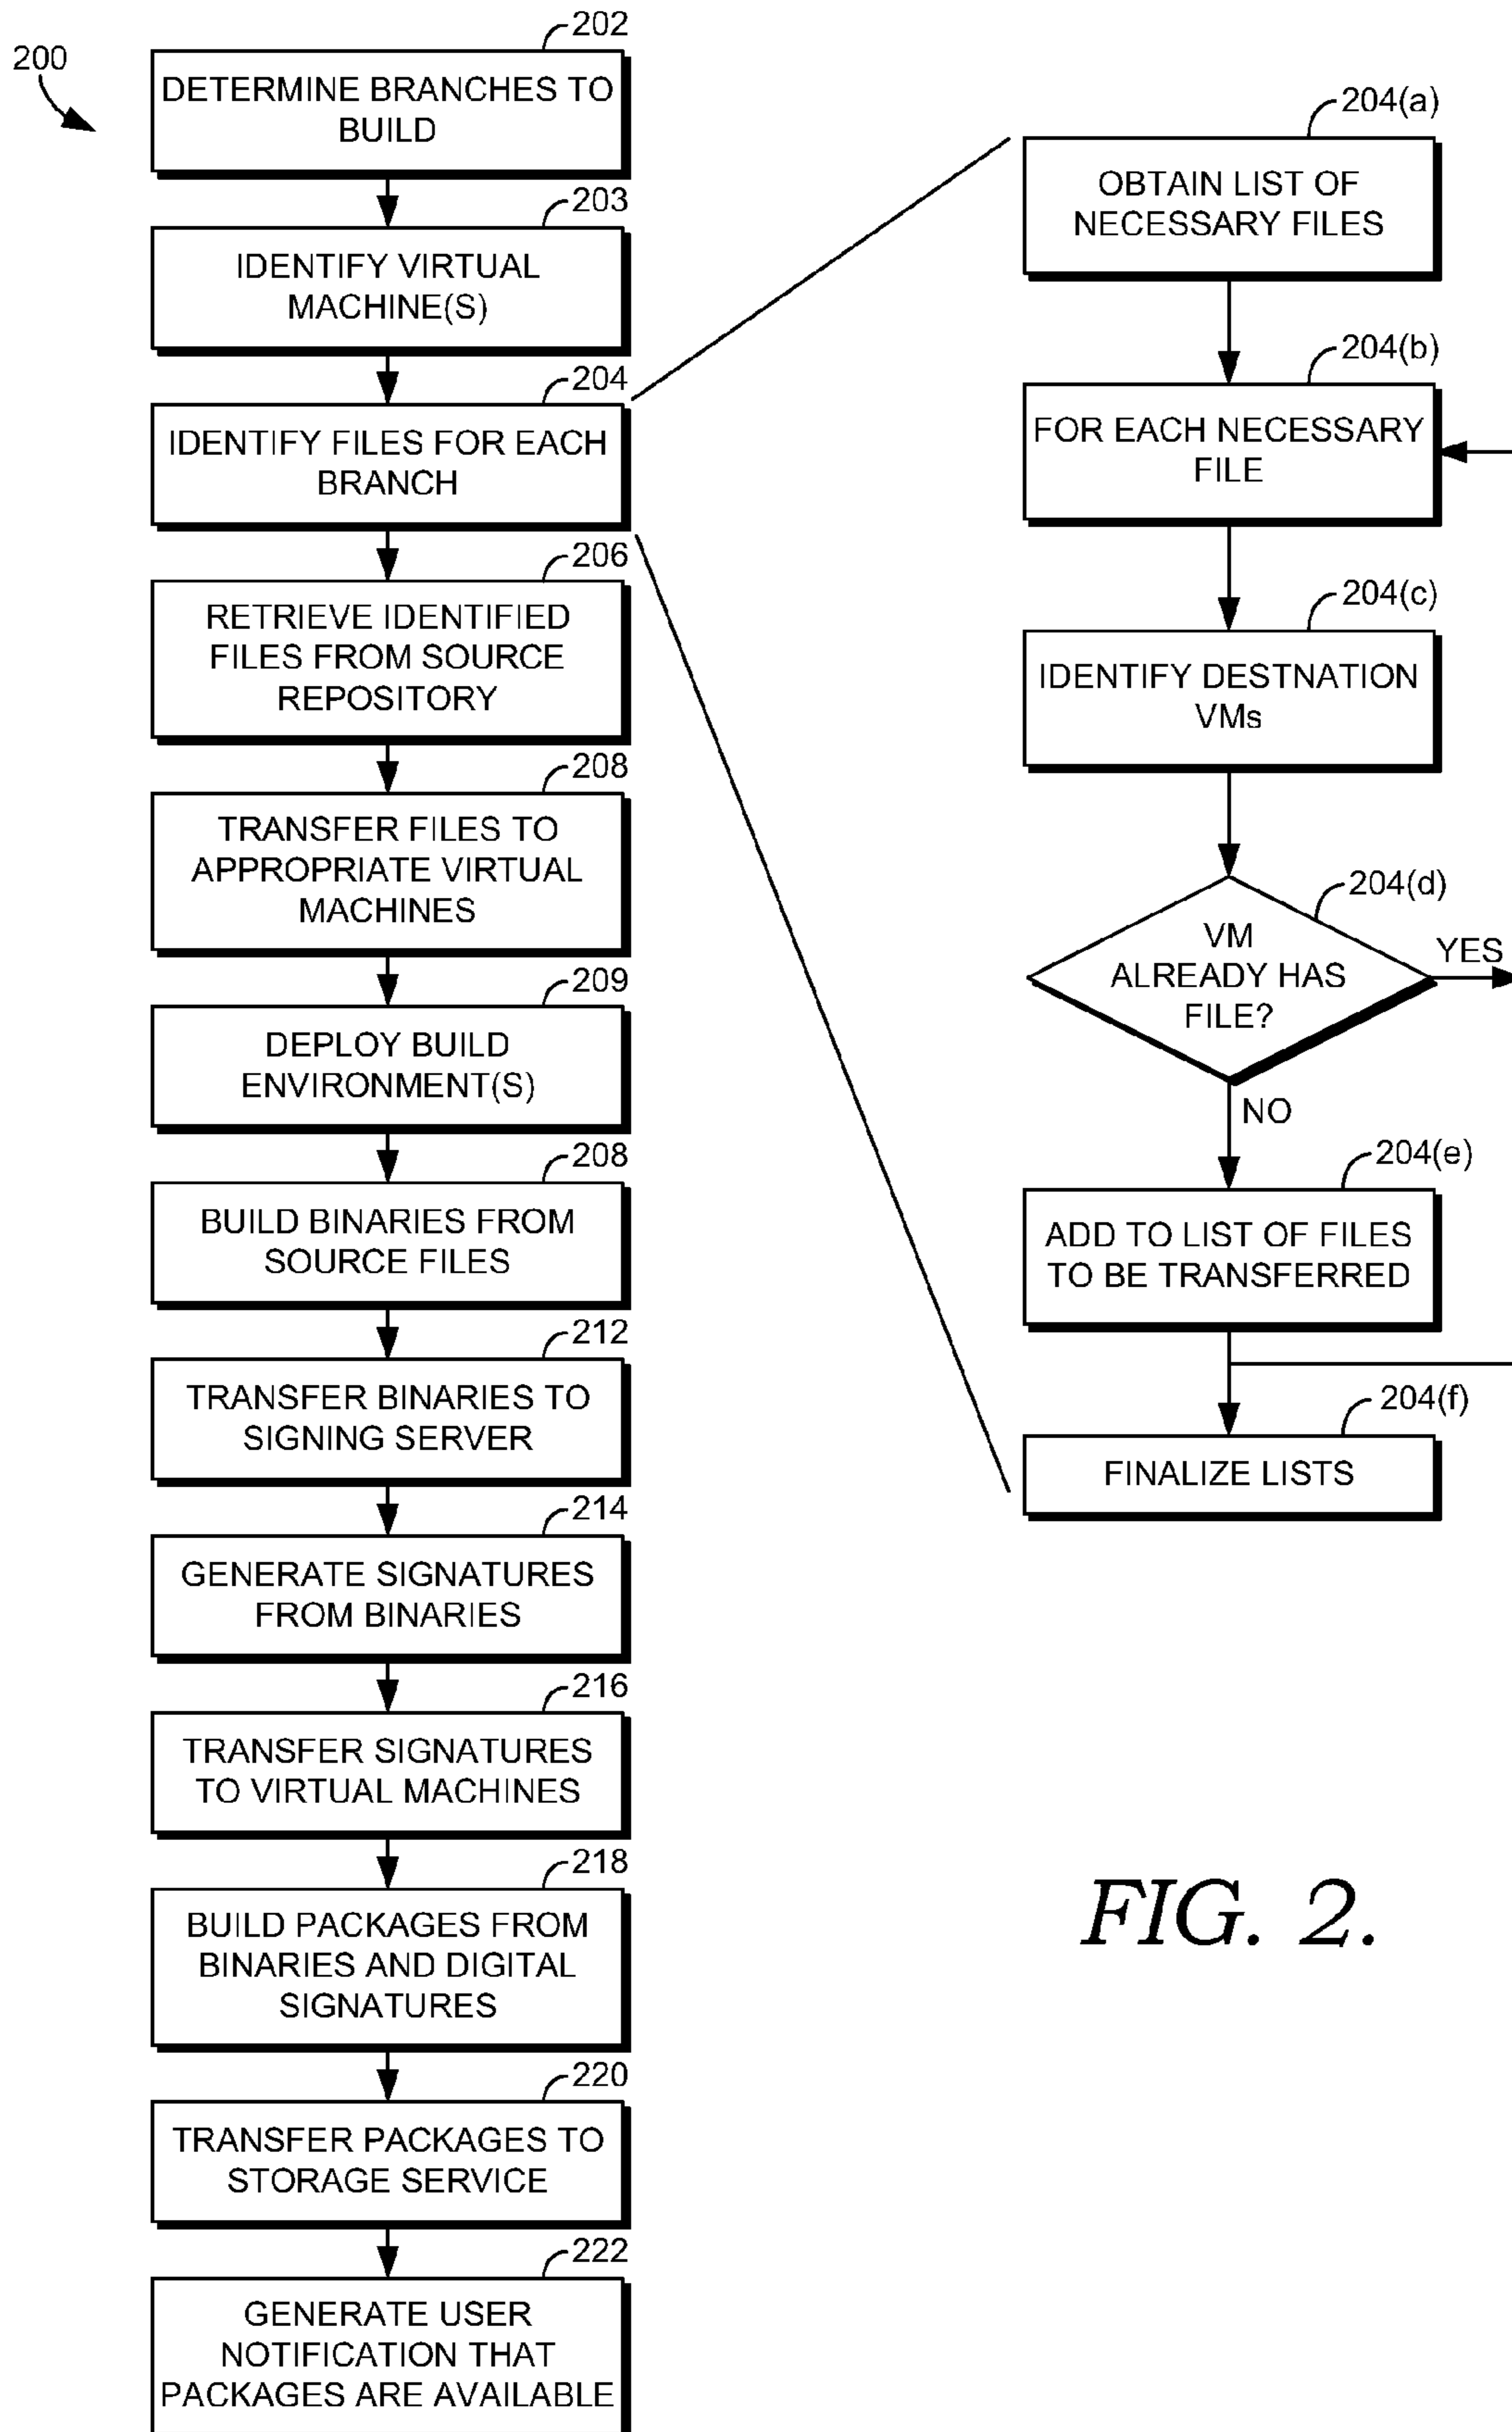 200
202
DETERMINE BRANCHES TO
BUILD
203
IDENTIFY VIRTUAL
MACHINE(S)
204
IDENTIFY FILES FOR EACH
BRANCH
206
RETRIEVE IDENTIFIED
FILES FROM SOURCE
REPOSITORY
208
TRANSFER FILES TO
APPROPRIATE VIRTUAL
MACHINES
209
DEPLOY BUILD
ENVIRONMENT(S)
208
BUILD BINARIES FROM
SOURCE FILES
212
TRANSFER BINARIES TO
SIGNING SERVER
214
GENERATE SIGNATURES
FROM BINARIES
216
TRANSFER SIGNATURES
TO VIRTUAL MACHINES
218
BUILD PACKAGES FROM
BINARIES AND DIGITAL
SIGNATURES
220
TRANSFER PACKAGES TO
STORAGE SERVICE
222
GENERATE USER
NOTIFICATION THAT
PACKAGES ARE AVAILABLE
204(a)
OBTAIN LIST OF
NECESSARY FILES
204(b)
FOR EACH NECESSARY
FILE
204(c)
IDENTIFY DESTNATION
VMs
204(d)
VM
ALREADY HAS
FILE?
YES
NO
204(e)
ADD TO LIST OF FILES
TO BE TRANSFERRED
204(f)
FINALIZE LISTS
FIG. 2.